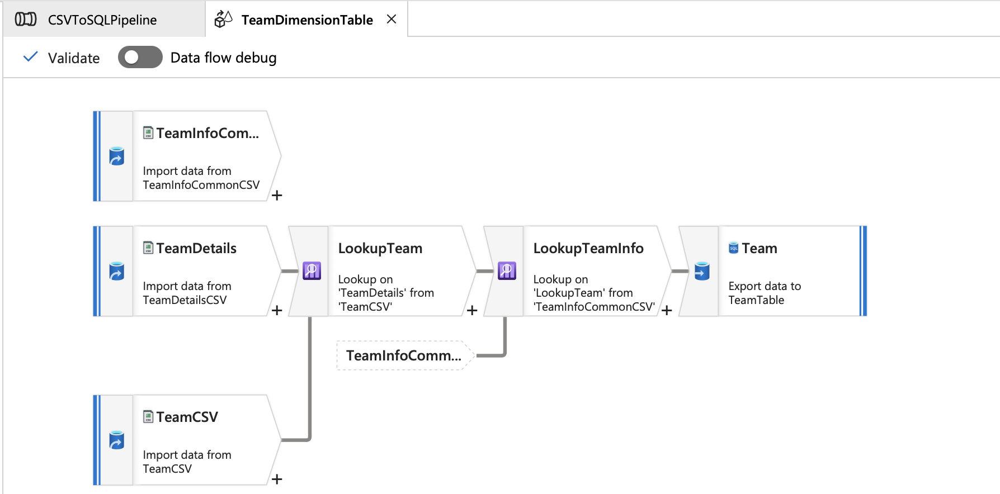 CSVToSQLPipeline
TeamDimensionTable
Validate
Data flow debug
TeamInfoCom...
Import data from
TeamInfoCommonCSV
+
TeamDetails
Import data from
TeamDetailsCSV
+
LookupTeam
Lookup on
'TeamDetails' from
'TeamCSV'
+
LookupTeamInfo
Lookup on
'LookupTeam' from
'TeamInfoCommonCSV'
+
SQL
Team
Export data to
TeamTable
TeamInfoComm...
TeamCSV
Import data from
TeamCSV
+